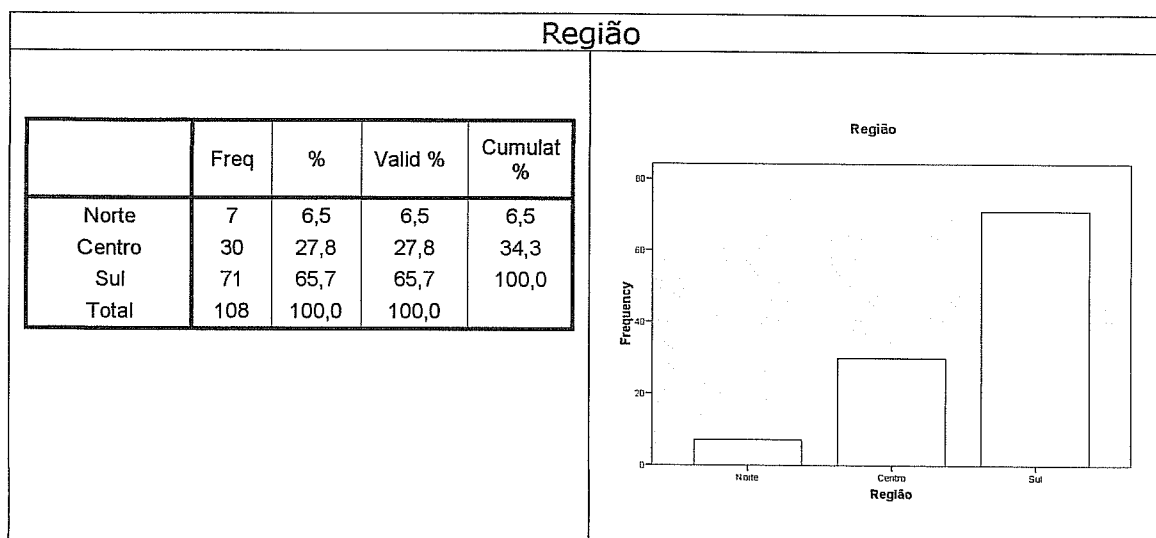 Região
Freq % Valid % Cumulat %
Norte 7 6,5 6,5 6,5
Centro 30 27,8 27,8 34,3
Sul 71 65,7 65,7 100,0
Total 108 100,0 100,0
Região
80
60
40
20
0
Frequency
Norte Centro Sul
Região